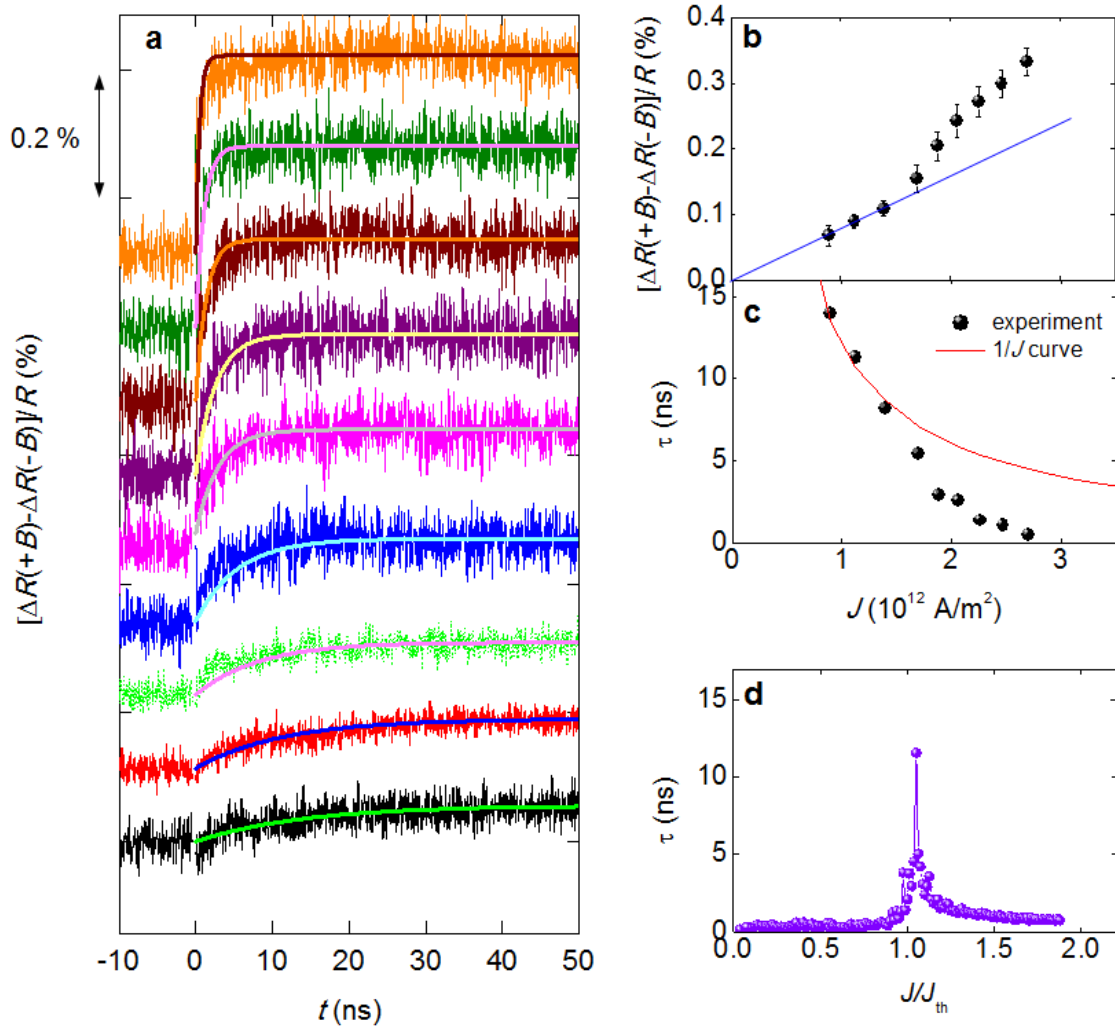 a
0.2 %
[ΔR(+B)-ΔR(-B)]/R (%)
-10 0 10 20 30 40 50
t (ns)
b
[ΔR(+B)-ΔR(-B)]/R (%)
0.4
0.3
0.2
0.1
0.0
c
experiment
1/J curve
τ (ns)
15
10
5
0
0 1 2 3
J (10¹² A/m²)
d
τ (ns)
15
10
5
0
0.0 0.5 1.0 1.5 2.0
J/Jth